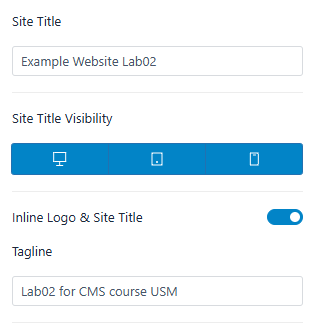 Site Title
Example Website Lab02
Site Title Visibility
Inline Logo & Site Title
Tagline
Lab02 for CMS course USM